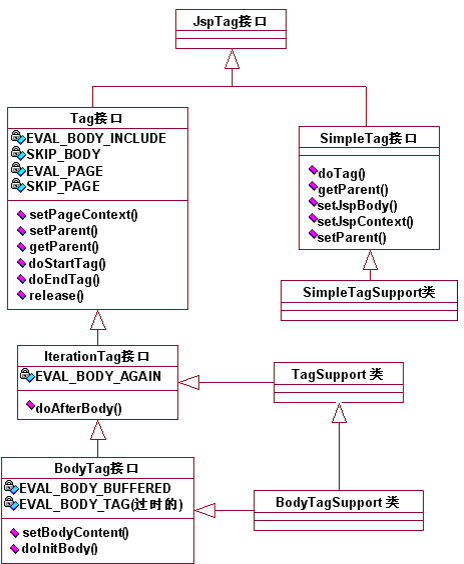 JspTag接口
Tag接口
EVAL_BODY_INCLUDE
SKIP_BODY
EVAL_PAGE
SKIP_PAGE
setPageContext()
setParent()
getParent()
doStartTag()
doEndTag()
release()
SimpleTag接口
doTag()
getParent()
setJspBody()
setJspContext()
setParent()
SimpleTagSupport类
IterationTag接口
EVAL_BODY_AGAIN
doAfterBody()
TagSupport 类
BodyTag接口
EVAL_BODY_BUFFERED
EVAL_BODY_TAG(过时的)
setBodyContent()
doInitBody()
BodyTagSupport 类